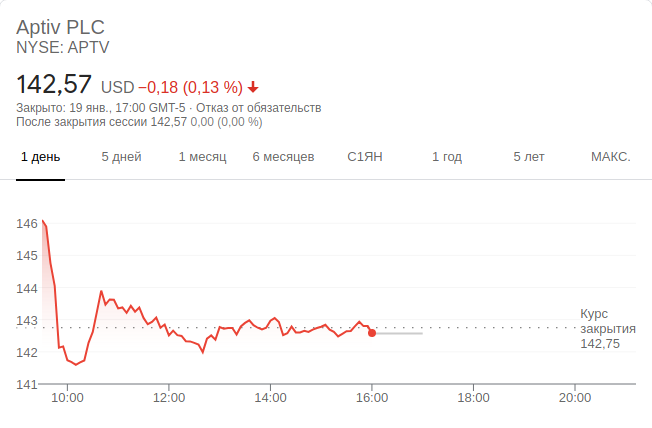 Aptiv PLC
NYSE: APTV
142,57 USD −0,18 (0,13 %)
Закрыто: 19 янв., 17:00 GMT-5 · Отказ от обязательств
После закрытия сессии 142,57 0,00 (0,00 %)
1 день 5 дней 1 месяц 6 месяцев С1ЯН 1 год 5 лет МАКС.
146
145
144
143
142
141
Курс
закрытия
142,75
10:00 12:00 14:00 16:00 18:00 20:00